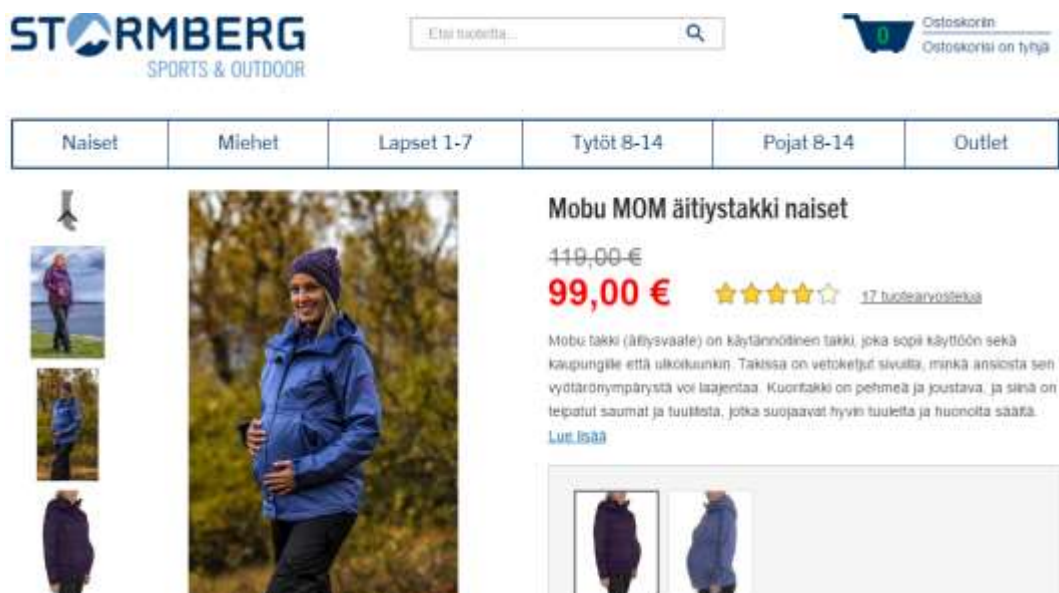 STORMBERG
SPORTS & OUTDOOR
Etsi tuotetta...
0
Ostoskoriin
Ostoskorisi on tyhjä
Naiset
Miehet
Lapset 1-7
Tytöt 8-14
Pojat 8-14
Outlet
Mobu MOM äitiystakki naiset
119,00 €
99,00 €
17 tuotearvostelua
Mobu takki (äitiysvaate) on käytännöllinen takki, joka sopii käyttöön sekä
kaupungille että ulkoiluunkin. Takissa on vetoketjut sivuilla, minkä ansiosta sen
vyötärönympärystä voi laajentaa. Kuoritakki on pehmeä ja joustava, ja siinä on
teipatut saumat ja tuulilista, jotka suojaavat hyvin tuulelta ja huonolta säältä.
Lue lisää